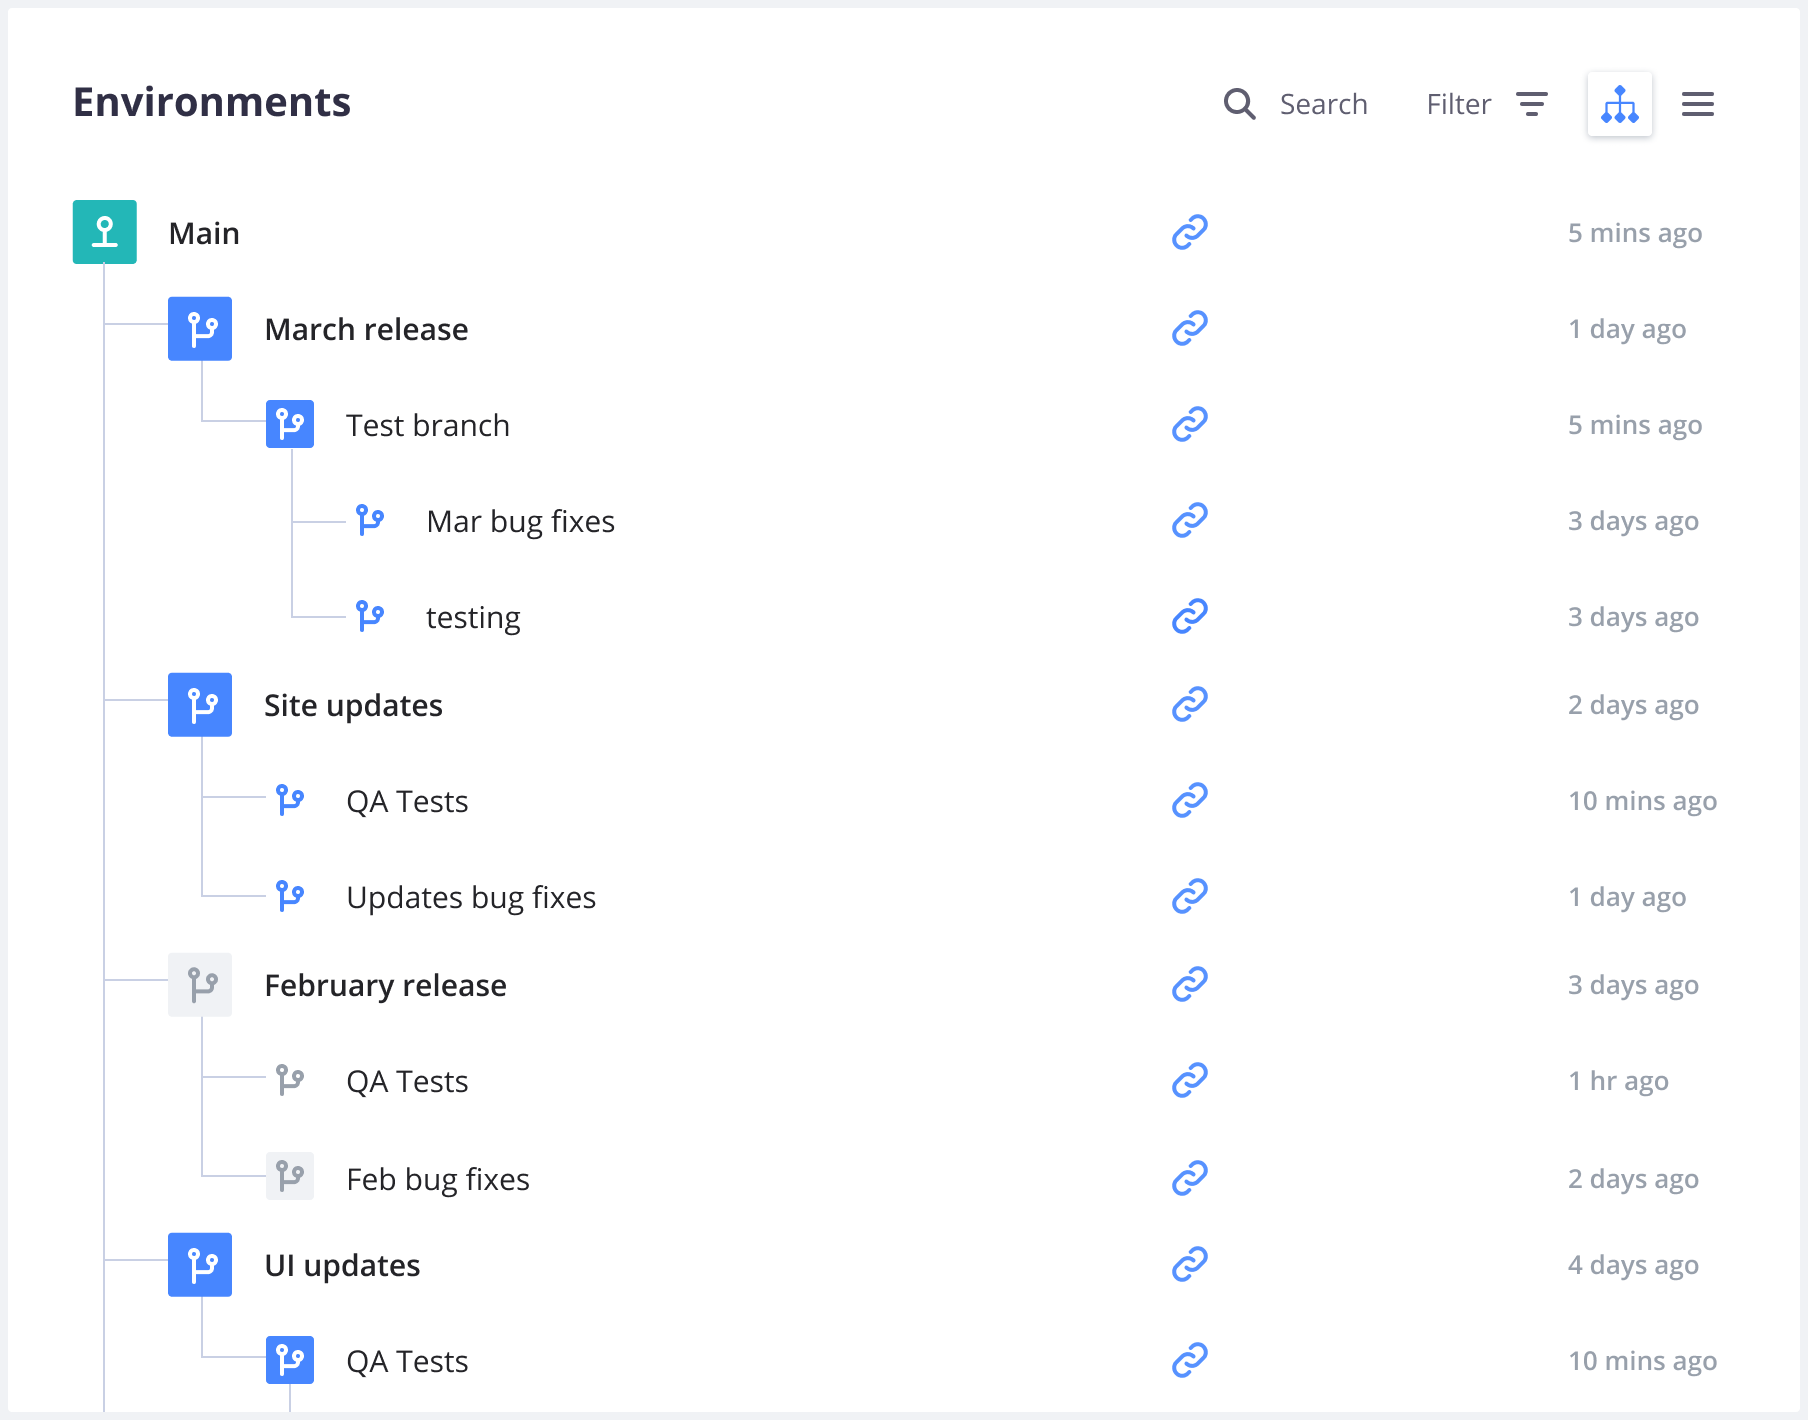 Environments
Search
Filter
Main
5 mins ago
March release
1 day ago
Test branch
5 mins ago
Mar bug fixes
3 days ago
testing
3 days ago
Site updates
2 days ago
QA Tests
10 mins ago
Updates bug fixes
1 day ago
February release
3 days ago
QA Tests
1 hr ago
Feb bug fixes
2 days ago
UI updates
4 days ago
QA Tests
10 mins ago